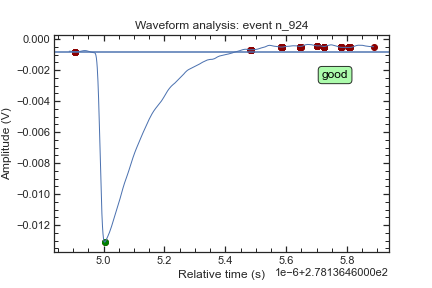 Waveform analysis: event n_924
0.000
−0.002
−0.004
−0.006
−0.008
−0.010
−0.012
Amplitude (V)
good
5.0 5.2 5.4 5.6 5.8
Relative time (s)
1e−6+2.7813646000e2